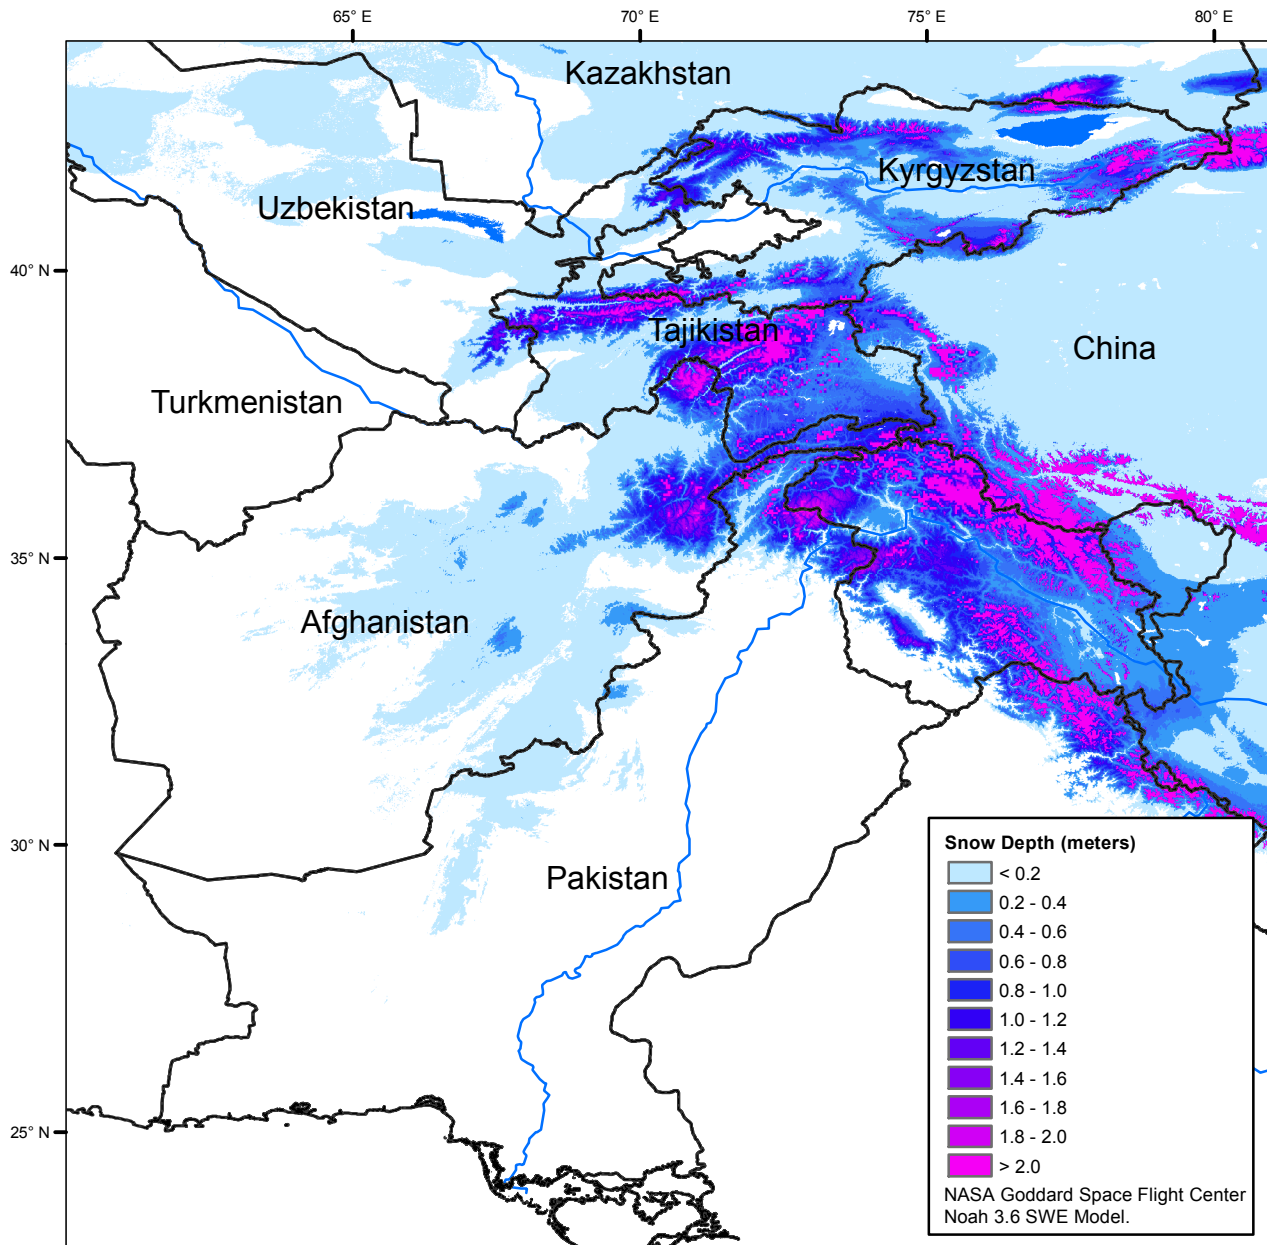 65° E
70° E
75° E
80° E
Kazakhstan
Kyrgyzstan
Uzbekistan
40° N
Tajikistan
China
Turkmenistan
35° N
Afghanistan
30° N
Pakistan
25° N
Snow Depth (meters)
< 0.2
0.2 - 0.4
0.4 - 0.6
0.6 - 0.8
0.8 - 1.0
1.0 - 1.2
1.2 - 1.4
1.4 - 1.6
1.6 - 1.8
1.8 - 2.0
> 2.0
NASA Goddard Space Flight Center
Noah 3.6 SWE Model.